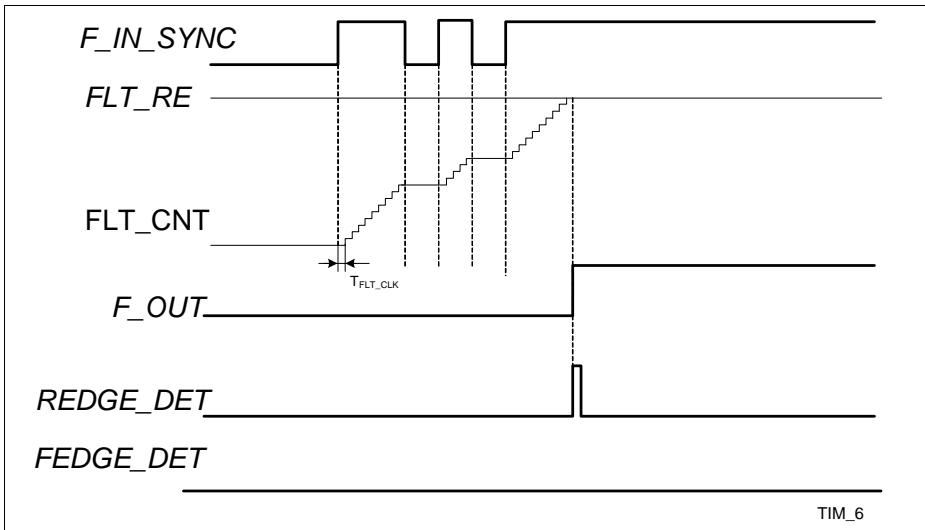 F_IN_SYNC
FLT_RE
FLT_CNT
TFLT_CLK
F_OUT
REDGE_DET
FEDGE_DET
TIM_6